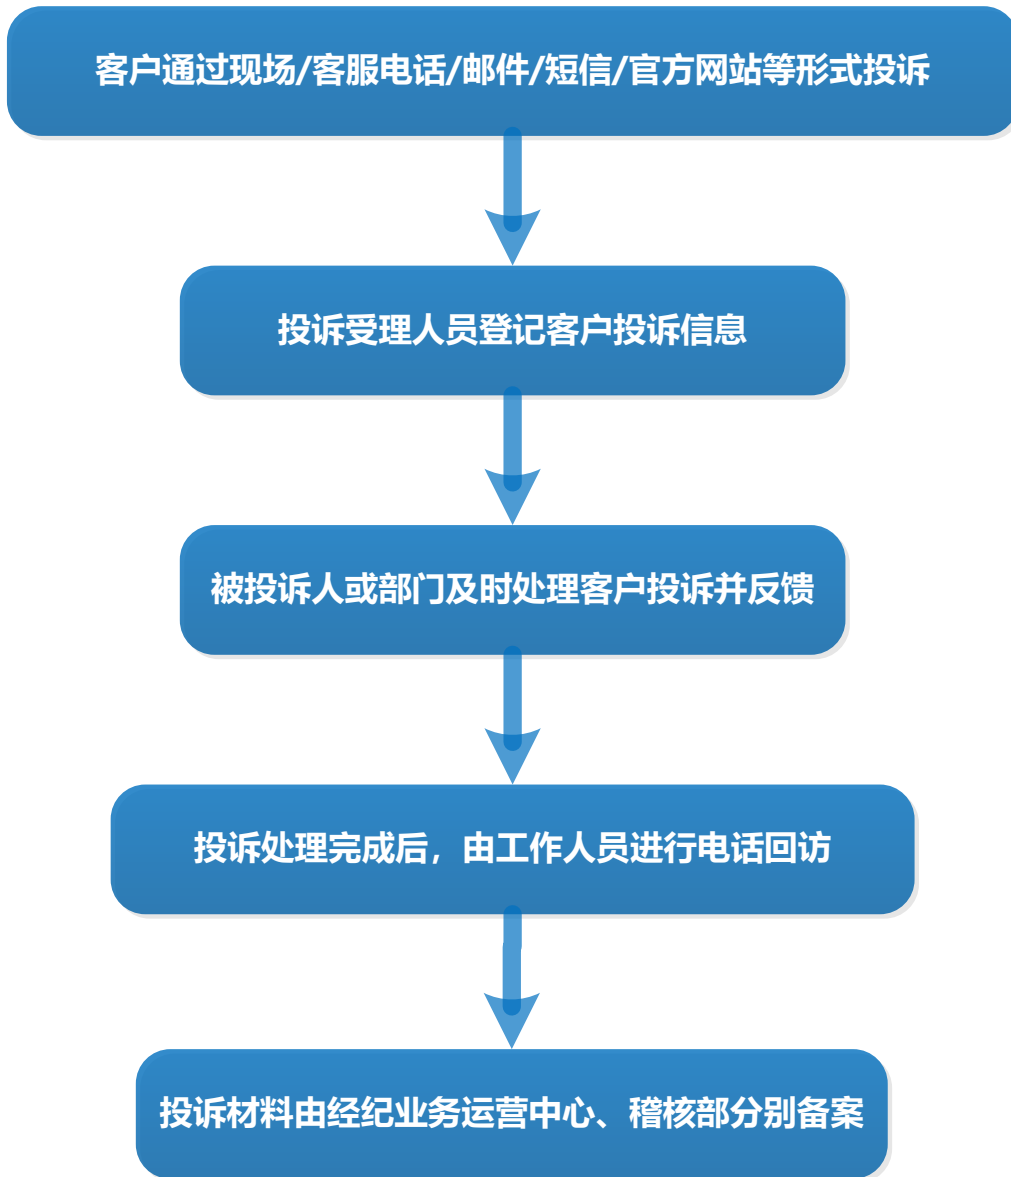 客户通过现场/客服电话/邮件/短信/官方网站等形式投诉
投诉受理人员登记客户投诉信息
被投诉人或部门及时处理客户投诉并反馈
投诉处理完成后，由工作人员进行电话回访
投诉材料由经纪业务运营中心、稽核部分别备案